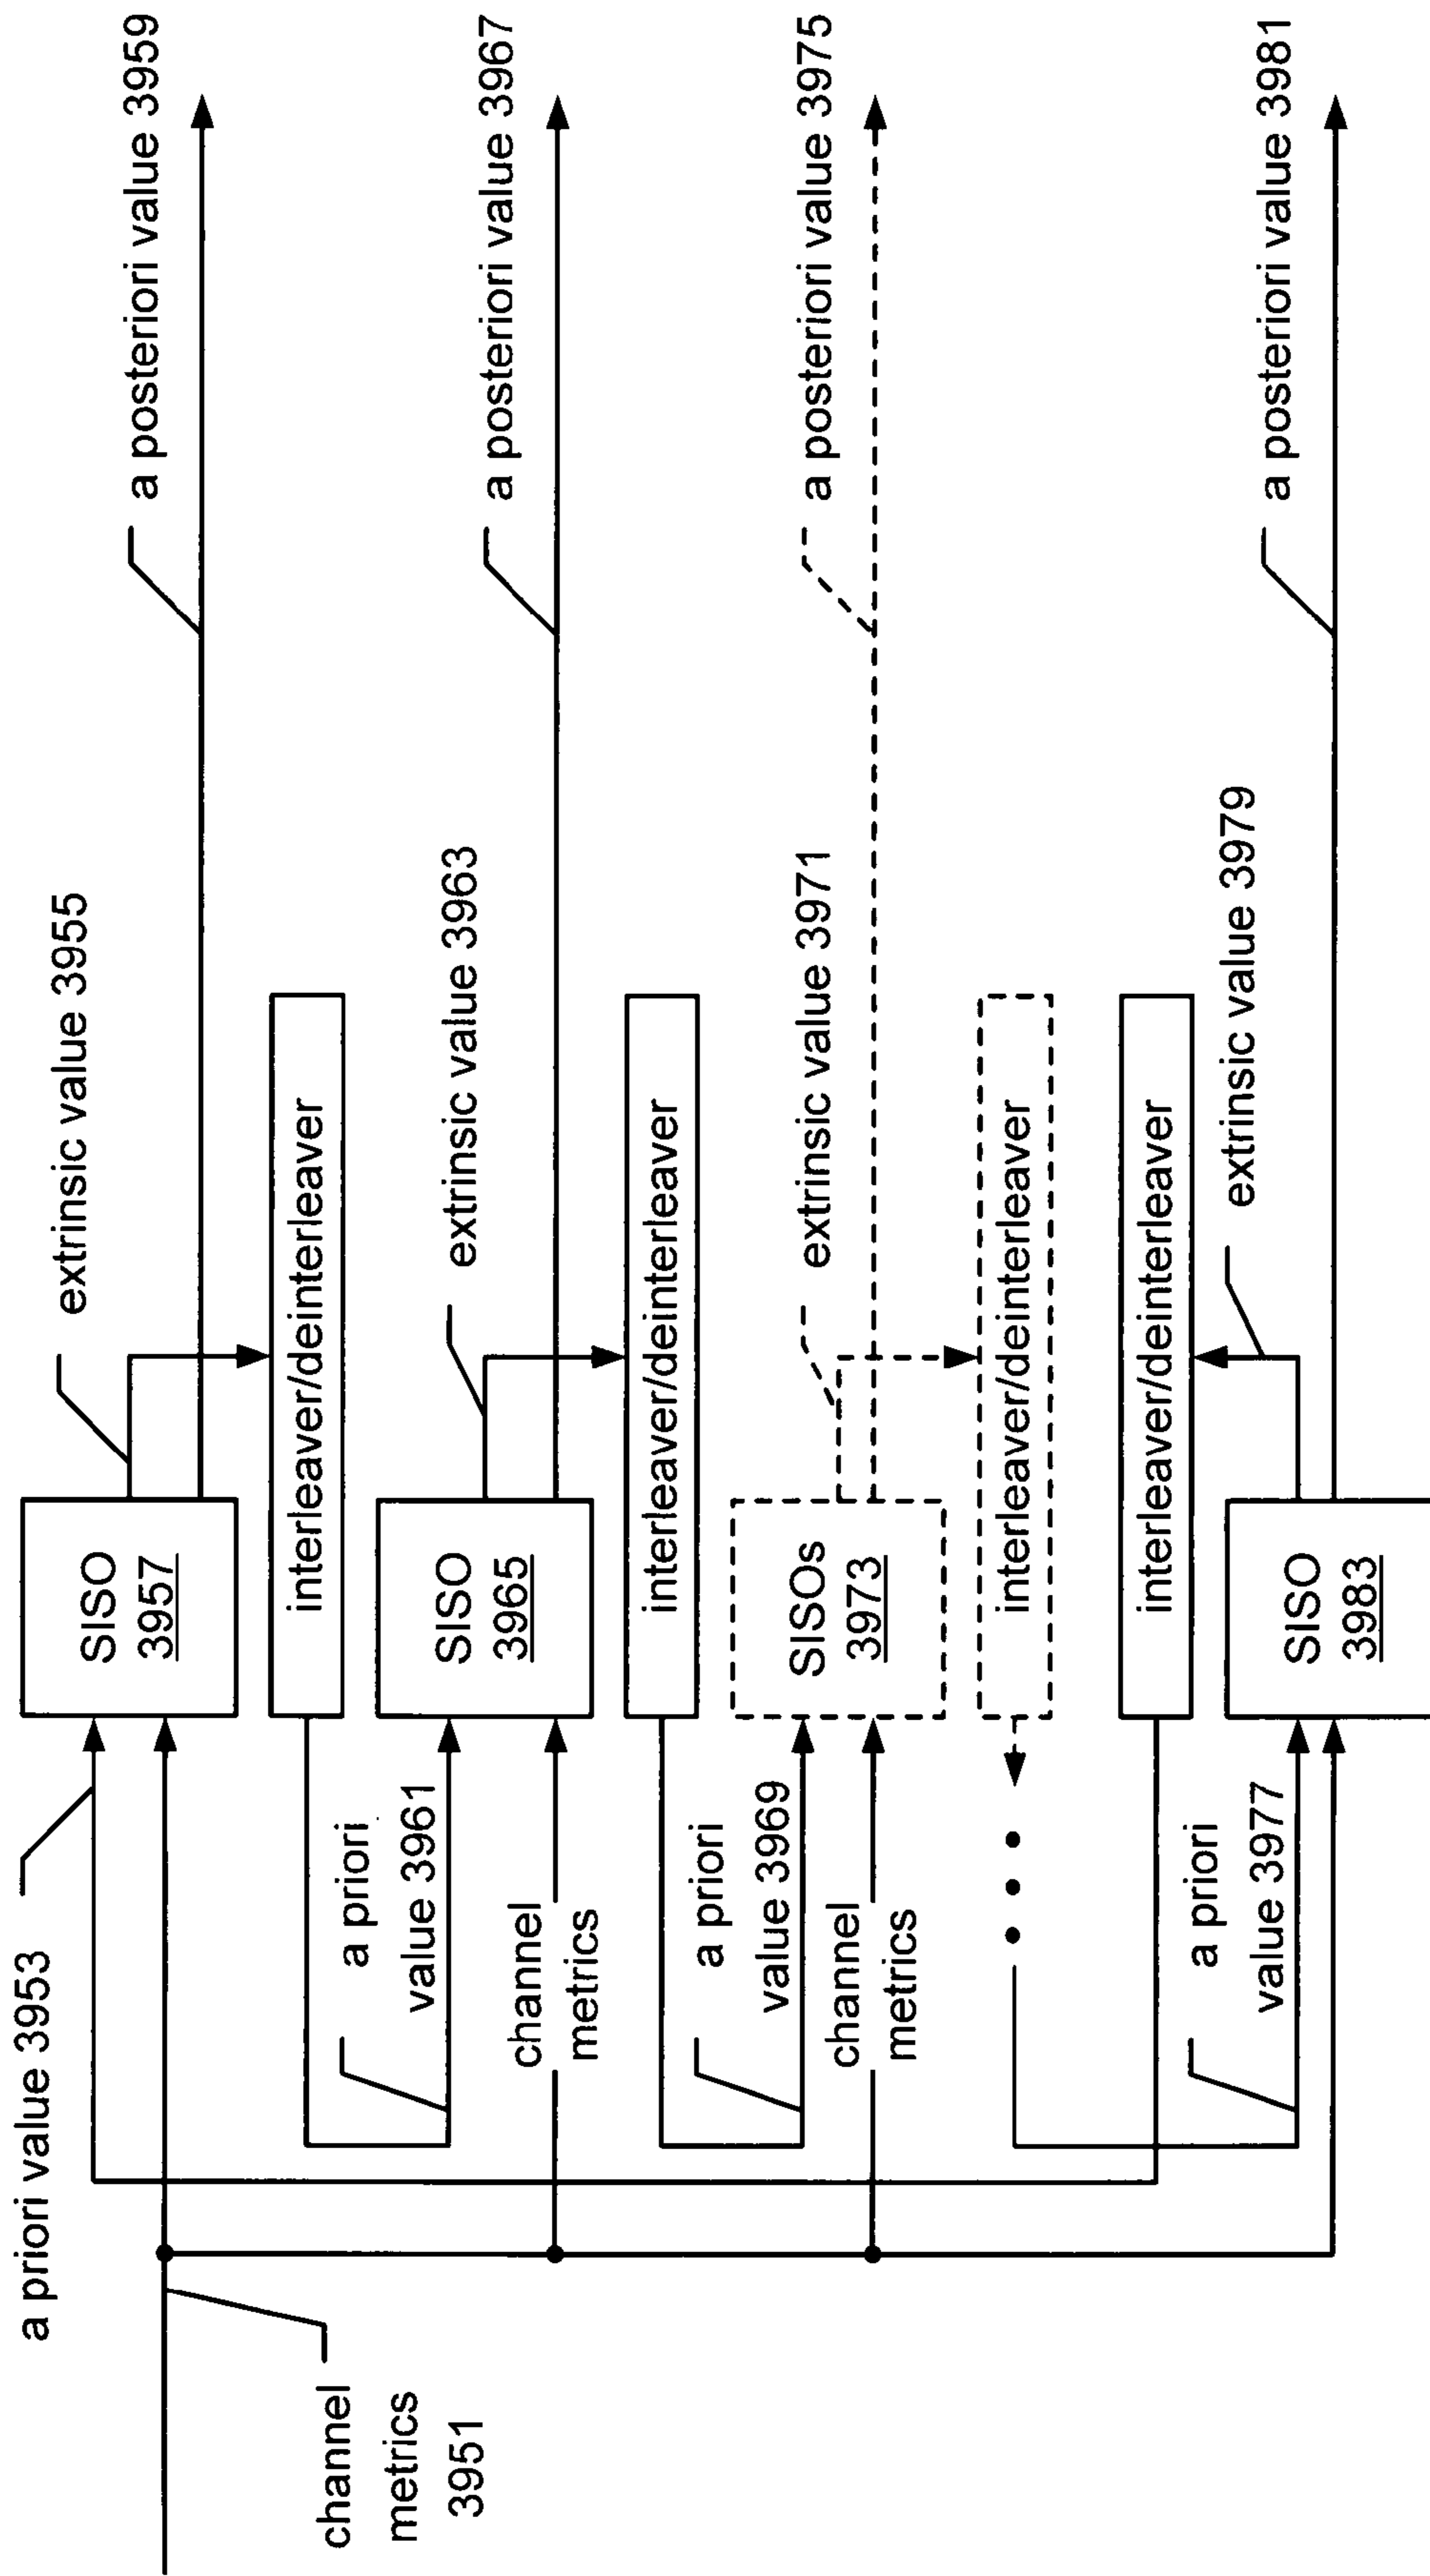 a priori value 3953
channel
metrics
3951
SISO
3957
extrinsic value 3955
a posteriori value 3959
interleaver/deinterleaver
a priori
value 3961
channel
metrics
SISO
3965
extrinsic value 3963
a posteriori value 3967
interleaver/deinterleaver
a priori
value 3969
channel
metrics
SISOs
3973
extrinsic value 3971
a posteriori value 3975
interleaver/deinterleaver
interleaver/deinterleaver
a priori
value 3977
SISO
3983
extrinsic value 3979
a posteriori value 3981